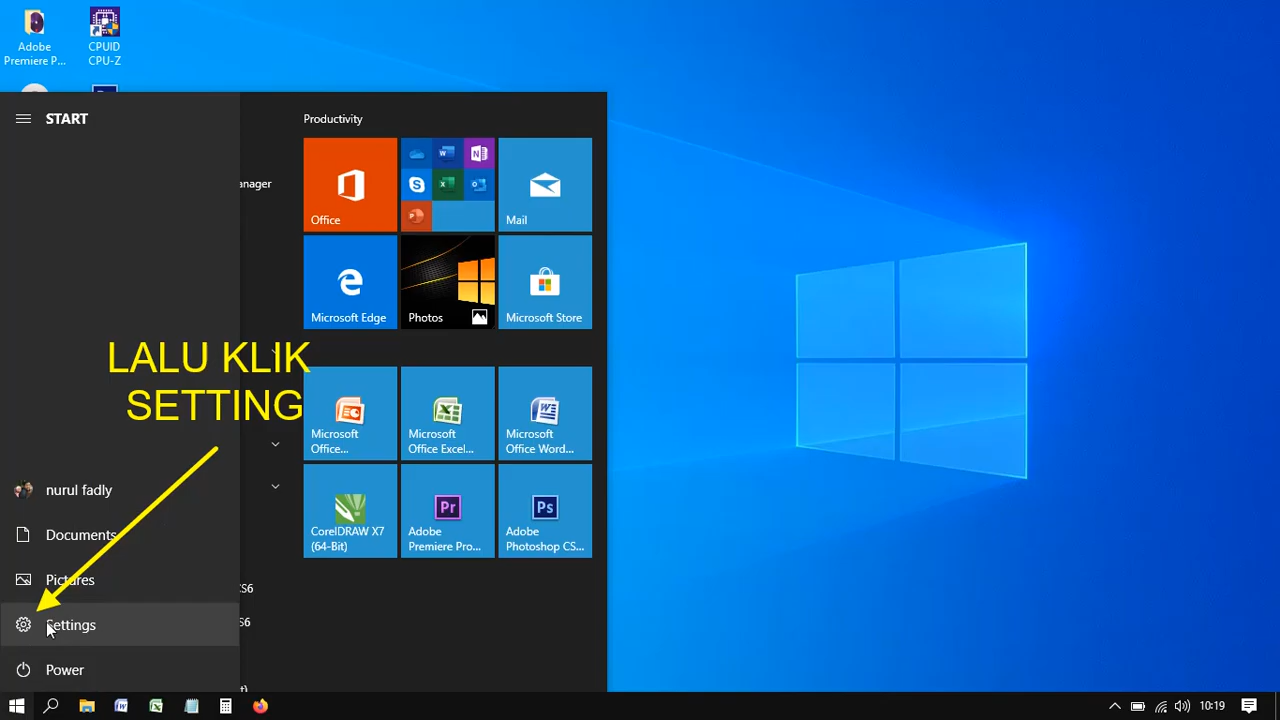 Adobe
Premiere P...
CPUID
CPU-Z
START
Productivity
anager
Office
Mail
Microsoft Edge
Photos
Microsoft Store
LALU KLIK
SETTING
Microsoft
Office...
Microsoft
Office Excel...
Microsoft
Office Word...
nurul fadly
CorelDRAW X7
(64-Bit)
Adobe
Premiere Pro...
Adobe
Photoshop CS...
Documents
Pictures
CS6
S6
Settings
Power
10:19